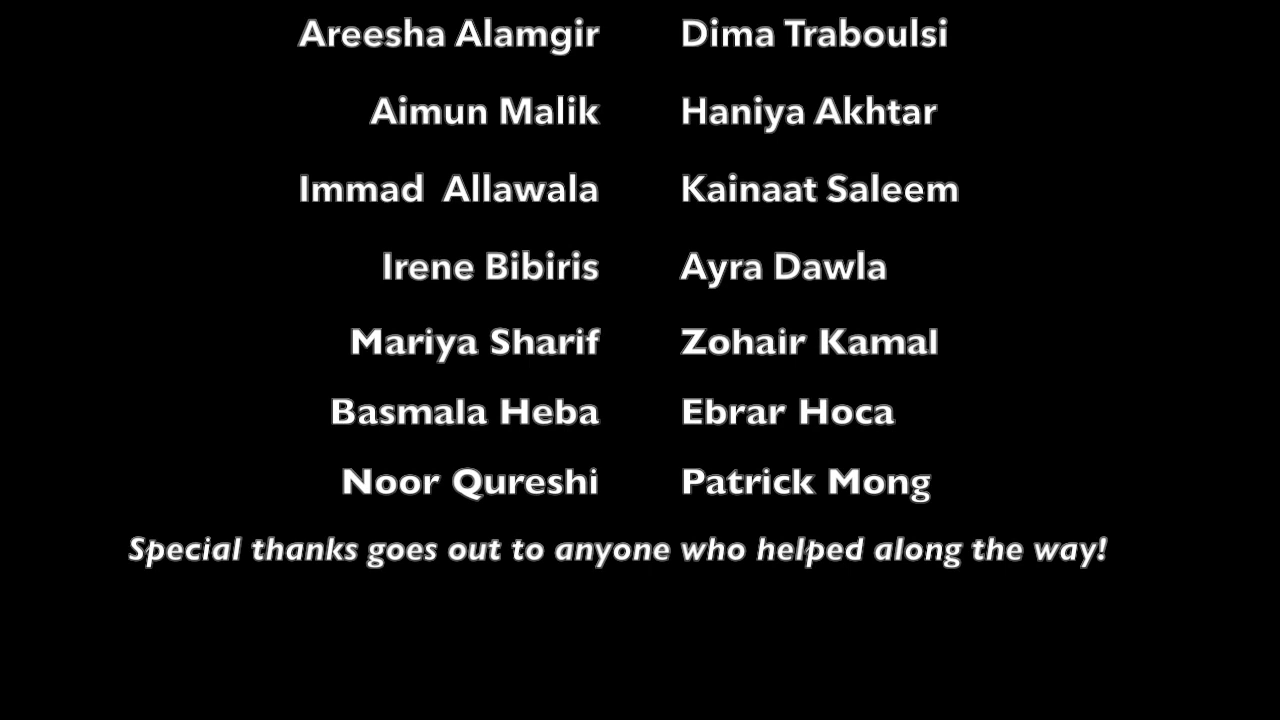 Areesha Alamgir Dima Traboulsi
Aimun Malik Haniya Akhtar
Immad Allawala Kainaat Saleem
Irene Bibiris Ayra Dawla
Mariya Sharif Zohair Kamal
Basmala Heba Ebrar Hoca
Noor Qureshi Patrick Mong
Special thanks goes out to anyone who helped along the way!